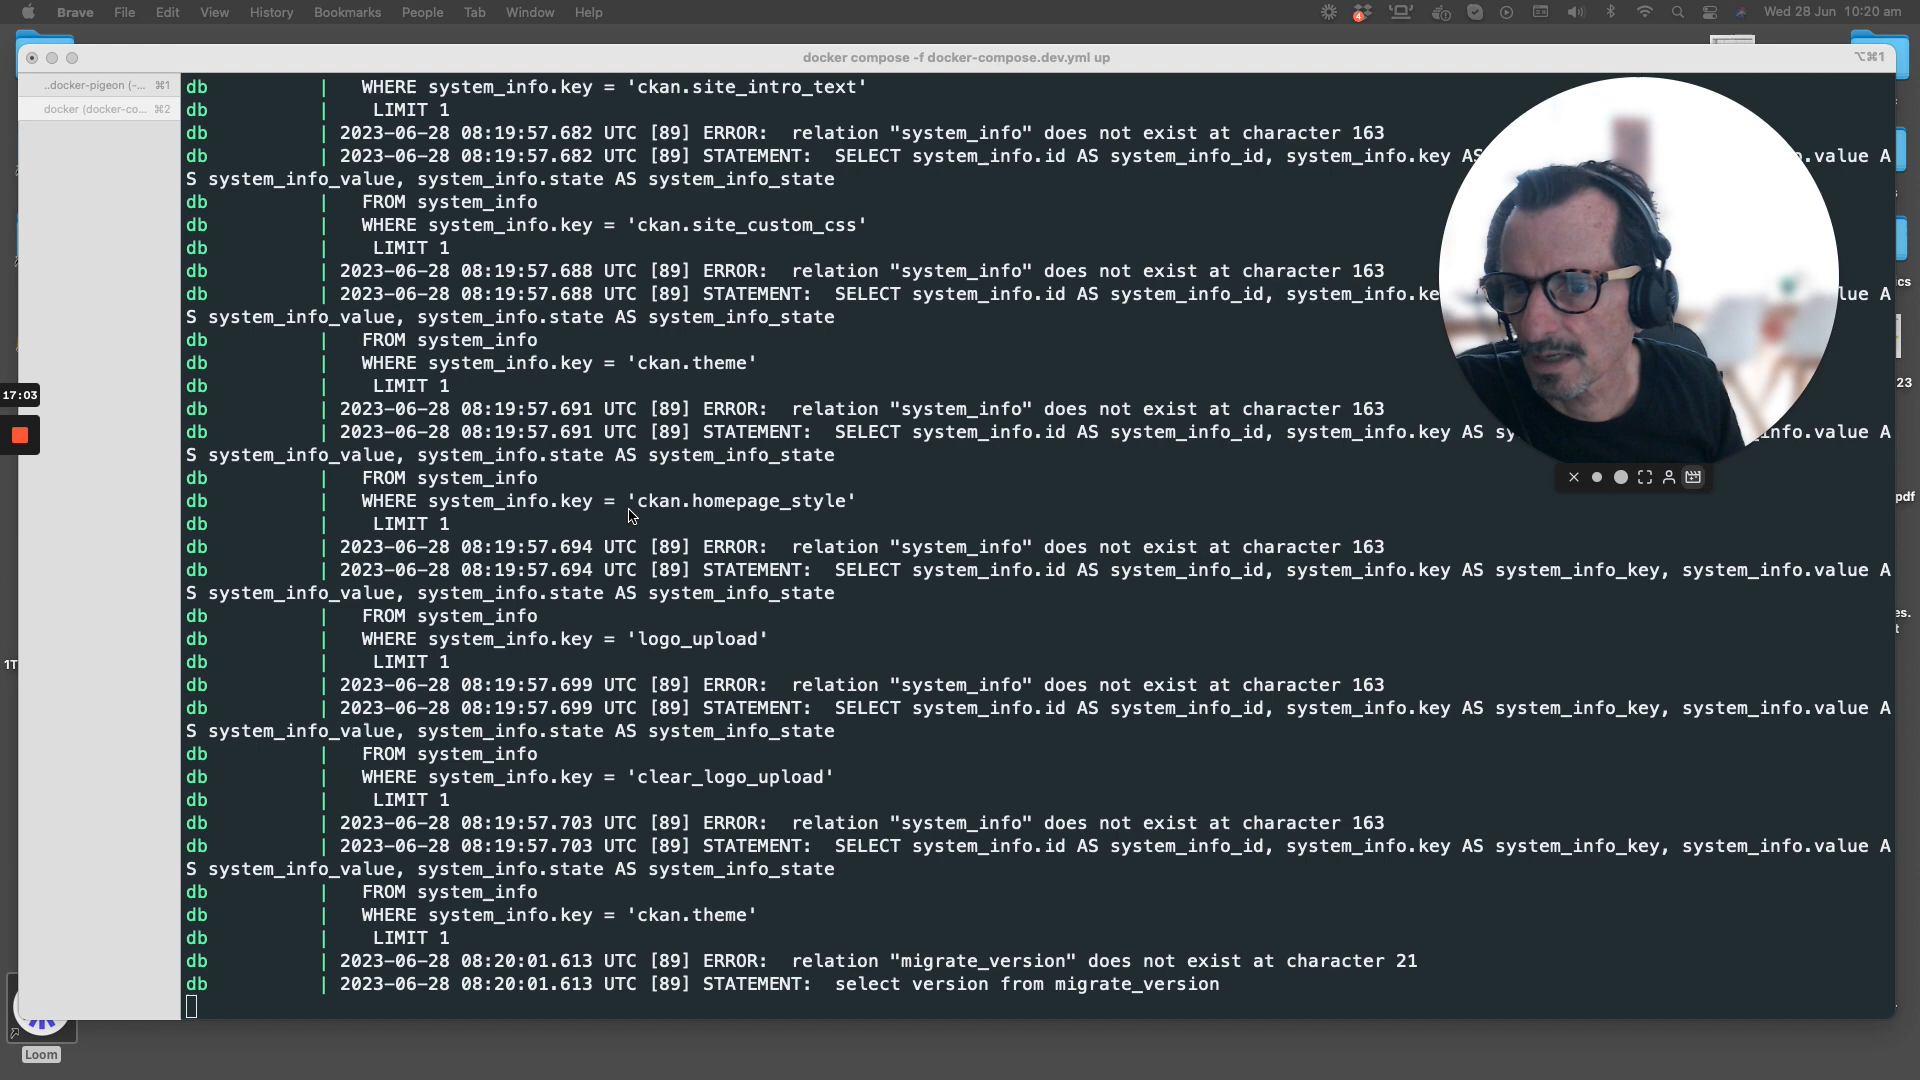 Brave File Edit View History Bookmarks People Tab Window Help
4
Wed 28 Jun 10:20 am
docker compose -f docker-compose.dev.yml up
⌥⌘1
..docker-pigeon (-... ⌘1
docker (docker-co... ⌘2
db | WHERE system_info.key = 'ckan.site_intro_text'
db | LIMIT 1
db | 2023-06-28 08:19:57.682 UTC [89] ERROR: relation "system_info" does not exist at character 163
db | 2023-06-28 08:19:57.682 UTC [89] STATEMENT: SELECT system_info.id AS system_info_id, system_info.key AS o.value A
S system_info_value, system_info.state AS system_info_state
db | FROM system_info
db | WHERE system_info.key = 'ckan.site_custom_css'
db | LIMIT 1
db | 2023-06-28 08:19:57.688 UTC [89] ERROR: relation "system_info" does not exist at character 163
db | 2023-06-28 08:19:57.688 UTC [89] STATEMENT: SELECT system_info.id AS system_info_id, system_info.ke lue A
S system_info_value, system_info.state AS system_info_state
db | FROM system_info
db | WHERE system_info.key = 'ckan.theme'
db | LIMIT 1
db | 2023-06-28 08:19:57.691 UTC [89] ERROR: relation "system_info" does not exist at character 163
db | 2023-06-28 08:19:57.691 UTC [89] STATEMENT: SELECT system_info.id AS system_info_id, system_info.key AS sy info.value A
S system_info_value, system_info.state AS system_info_state
db | FROM system_info
db | WHERE system_info.key = 'ckan.homepage_style'
db | LIMIT 1
db | 2023-06-28 08:19:57.694 UTC [89] ERROR: relation "system_info" does not exist at character 163
db | 2023-06-28 08:19:57.694 UTC [89] STATEMENT: SELECT system_info.id AS system_info_id, system_info.key AS system_info_key, system_info.value A
S system_info_value, system_info.state AS system_info_state
db | FROM system_info
db | WHERE system_info.key = 'logo_upload'
db | LIMIT 1
db | 2023-06-28 08:19:57.699 UTC [89] ERROR: relation "system_info" does not exist at character 163
db | 2023-06-28 08:19:57.699 UTC [89] STATEMENT: SELECT system_info.id AS system_info_id, system_info.key AS system_info_key, system_info.value A
S system_info_value, system_info.state AS system_info_state
db | FROM system_info
db | WHERE system_info.key = 'clear_logo_upload'
db | LIMIT 1
db | 2023-06-28 08:19:57.703 UTC [89] ERROR: relation "system_info" does not exist at character 163
db | 2023-06-28 08:19:57.703 UTC [89] STATEMENT: SELECT system_info.id AS system_info_id, system_info.key AS system_info_key, system_info.value A
S system_info_value, system_info.state AS system_info_state
db | FROM system_info
db | WHERE system_info.key = 'ckan.theme'
db | LIMIT 1
db | 2023-06-28 08:20:01.613 UTC [89] ERROR: relation "migrate_version" does not exist at character 21
db | 2023-06-28 08:20:01.613 UTC [89] STATEMENT: select version from migrate_version
17:03
1T
cs
23
pdf
es.
t
Loom